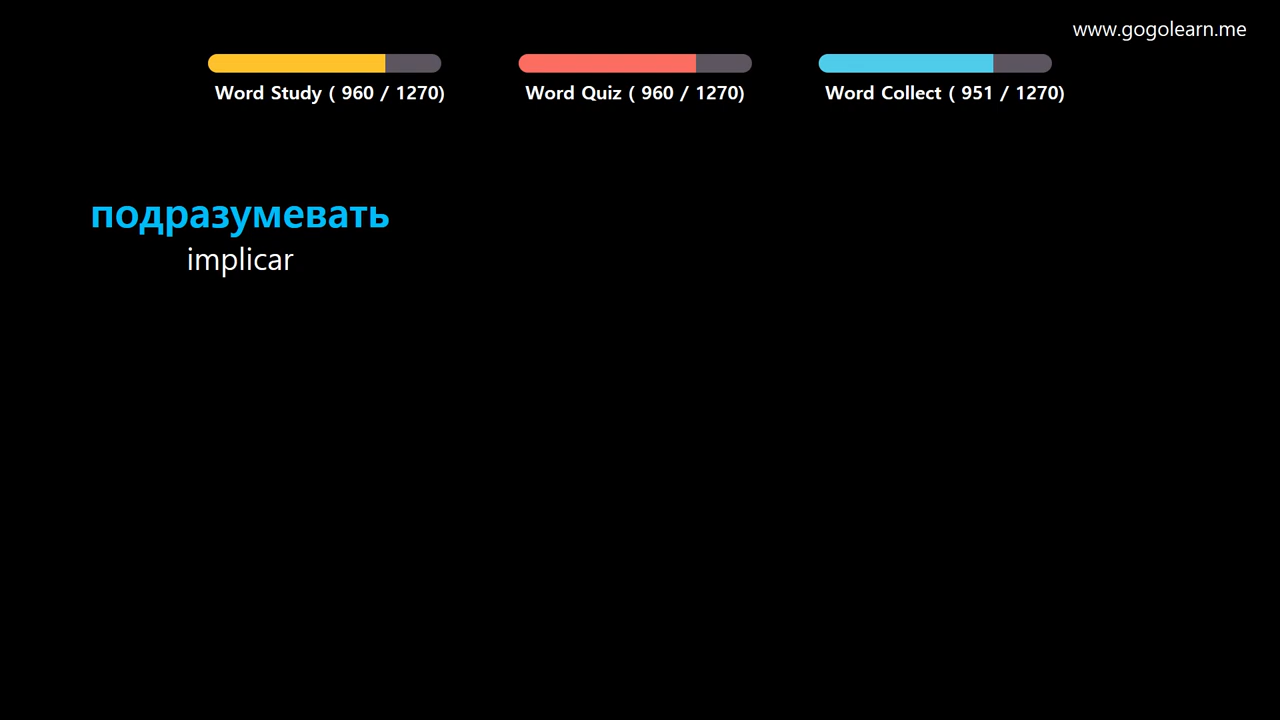 www.gogolearn.me
Word Study ( 960 / 1270)
Word Quiz ( 960 / 1270)
Word Collect ( 951 / 1270)
подразумевать
implicar